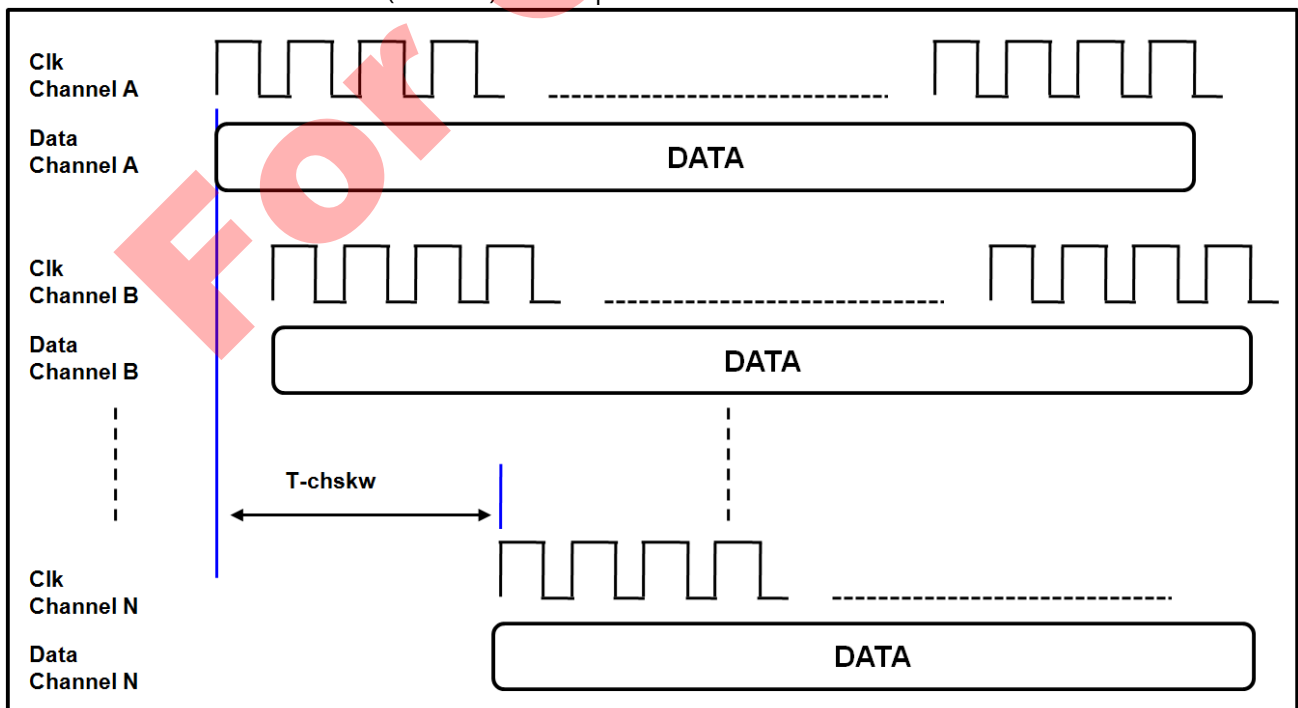 Clk
Channel A
Data
Channel A
DATA
Clk
Channel B
Data
Channel B
DATA
T-chskw
Clk
Channel N
Data
Channel N
DATA
For